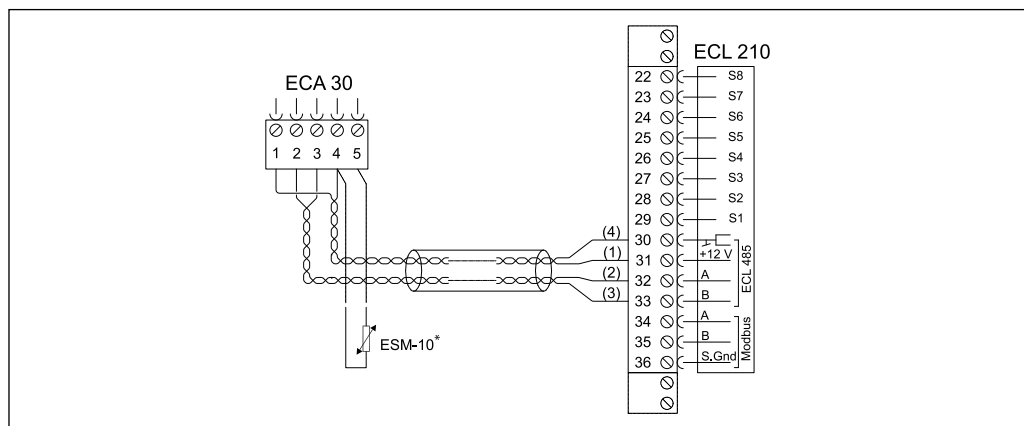 ECA 30
1 2 3 4 5
ESM-10*
(4)
(1)
(2)
(3)
ECL 210
22 S8
23 S7
24 S6
25 S5
26 S4
27 S3
28 S2
29 S1
30
31 +12 V
32 A
33 B
ECL 485
34 A
35 B
36 S.Gnd
Modbus